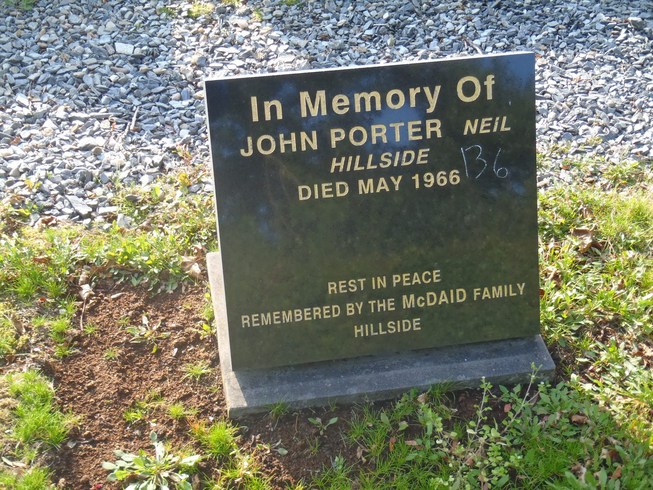 In Memory Of
JOHN PORTER NEIL
HILLSIDE
DIED MAY 1966 136
REST IN PEACE
REMEMBERED BY THE McDAID FAMILY
HILLSIDE